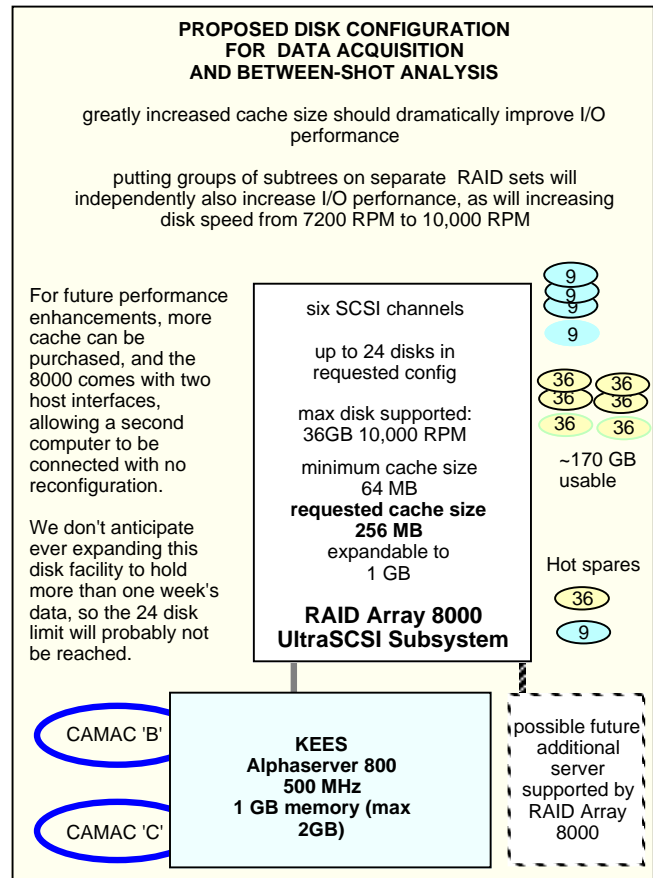 PROPOSED DISK CONFIGURATION
FOR DATA ACQUISITION
AND BETWEEN-SHOT ANALYSIS
greatly increased cache size should dramatically improve I/O
performance
putting groups of subtrees on separate RAID sets will
independently also increase I/O perfornance, as will increasing
disk speed from 7200 RPM to 10,000 RPM
For future performance
enhancements, more
cache can be
purchased, and the
8000 comes with two
host interfaces,
allowing a second
computer to be
connected with no
reconfiguration.
We don't anticipate
ever expanding this
disk facility to hold
more than one week's
data, so the 24 disk
limit will probably not
be reached.
six SCSI channels
up to 24 disks in
requested config
max disk supported:
36GB 10,000 RPM
minimum cache size
64 MB
requested cache size
256 MB
expandable to
1 GB
RAID Array 8000
UltraSCSI Subsystem
9
9
9
9
36 36
36 36
36 36
~170 GB
usable
Hot spares
36
9
CAMAC 'B'
CAMAC 'C'
KEES
Alphaserver 800
500 MHz
1 GB memory (max
2GB)
possible future
additional
server
supported by
RAID Array
8000